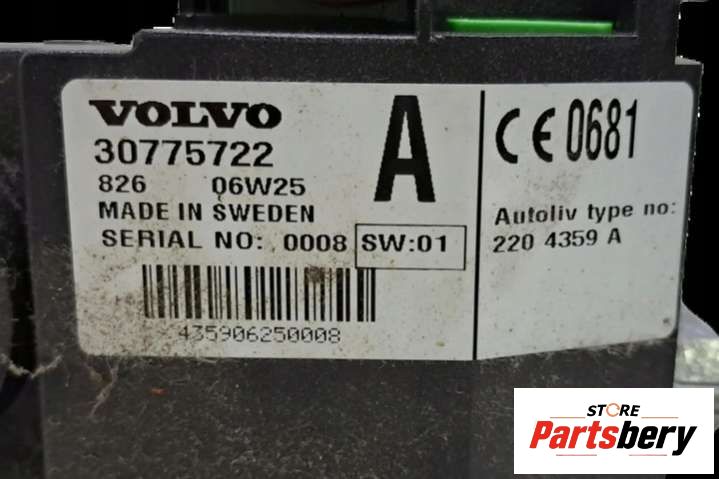 VOLVO
30775722
826 06W25
MADE IN SWEDEN
SERIAL NO: 0008 SW:01
435906250008
A
CE 0681
Autoliv type no:
220 4359 A
STORE
Partsbery